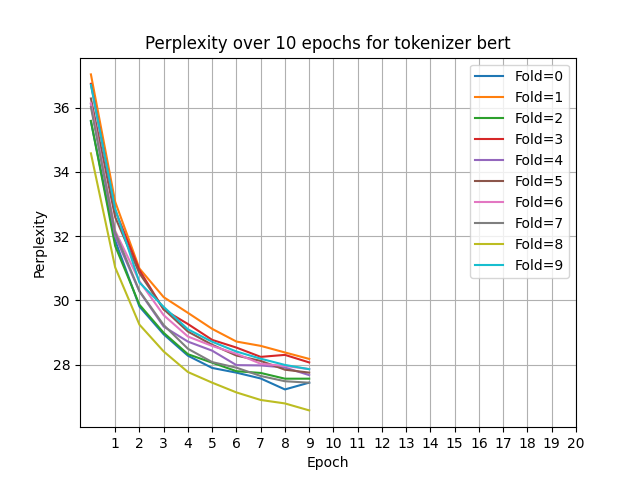 Perplexity over 10 epochs for tokenizer bert
Perplexity
36
34
32
30
28
Fold=0
Fold=1
Fold=2
Fold=3
Fold=4
Fold=5
Fold=6
Fold=7
Fold=8
Fold=9
1 2 3 4 5 6 7 8 9 10 11 12 13 14 15 16 17 18 19 20
Epoch